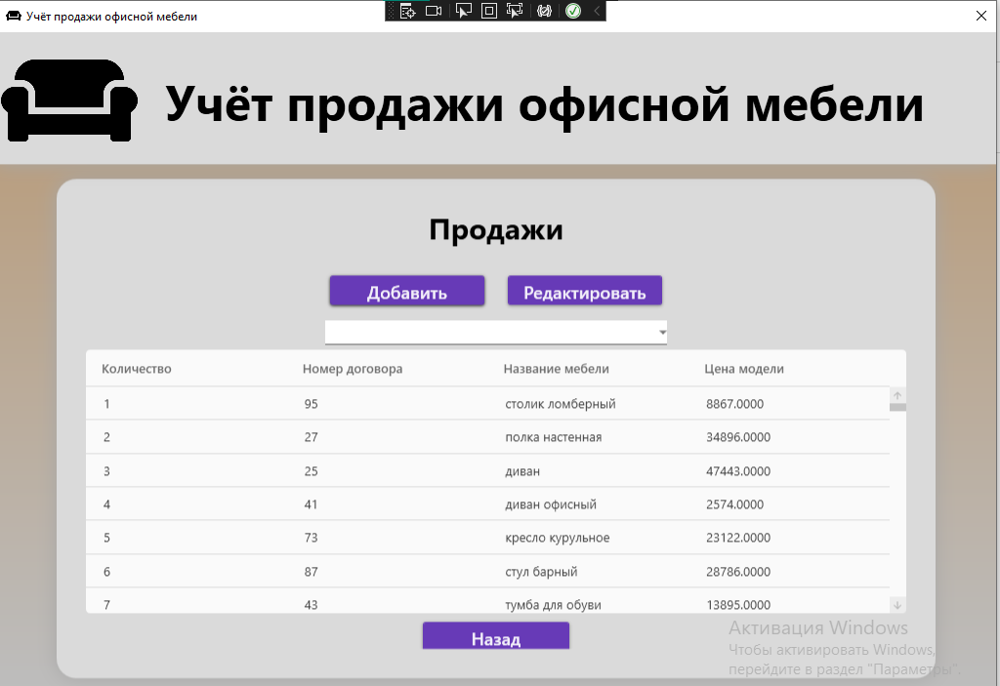 Учёт продажи офисной мебели
Учёт продажи офисной мебели
Продажи
Добавить Редактировать
Количество Номер договора Название мебели Цена модели
1 95 столик ломберный 8867.0000
2 27 полка настенная 34896.0000
3 25 диван 47443.0000
4 41 диван офисный 2574.0000
5 73 кресло курульное 23122.0000
6 87 стул барный 28786.0000
7 43 тумба для обуви 13895.0000
Назад
Активация Windows
Чтобы активировать Windows,
перейдите в раздел "Параметры".